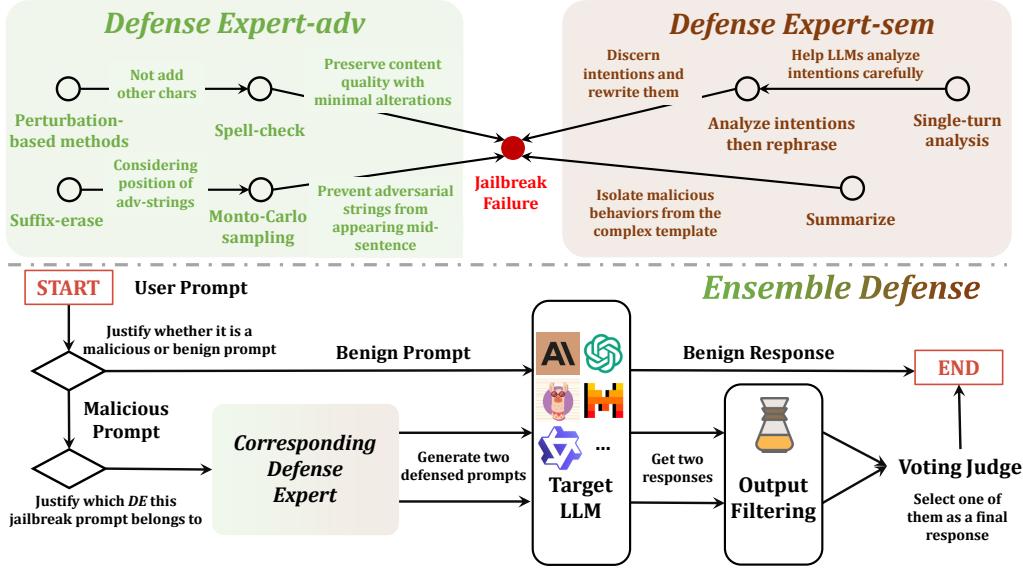 Defense Expert-adv
Not add
other chars
Preserve content
quality with
minimal alterations
Perturbation-
based methods
Spell-check
Considering
position of
adv-strings
Suffix-erase
Monto-Carlo
sampling
Prevent adversarial
strings from
appearing mid-
sentence
Jailbreak
Failure
Defense Expert-sem
Discern
intentions and
rewrite them
Help LLMs analyze
intentions carefully
Analyze intentions
then rephrase
Single-turn
analysis
Isolate malicious
behaviors from the
complex template
Summarize
Ensemble Defense
START
User Prompt
Justify whether it is a
malicious or benign prompt
Benign Prompt
Benign Response
END
Malicious
Prompt
Justify which DE this
jailbreak prompt belongs to
Corresponding
Defense
Expert
Generate two
defensed prompts
AI
...
Target
LLM
Get two
responses
Output
Filtering
Voting Judge
Select one of
them as a final
response